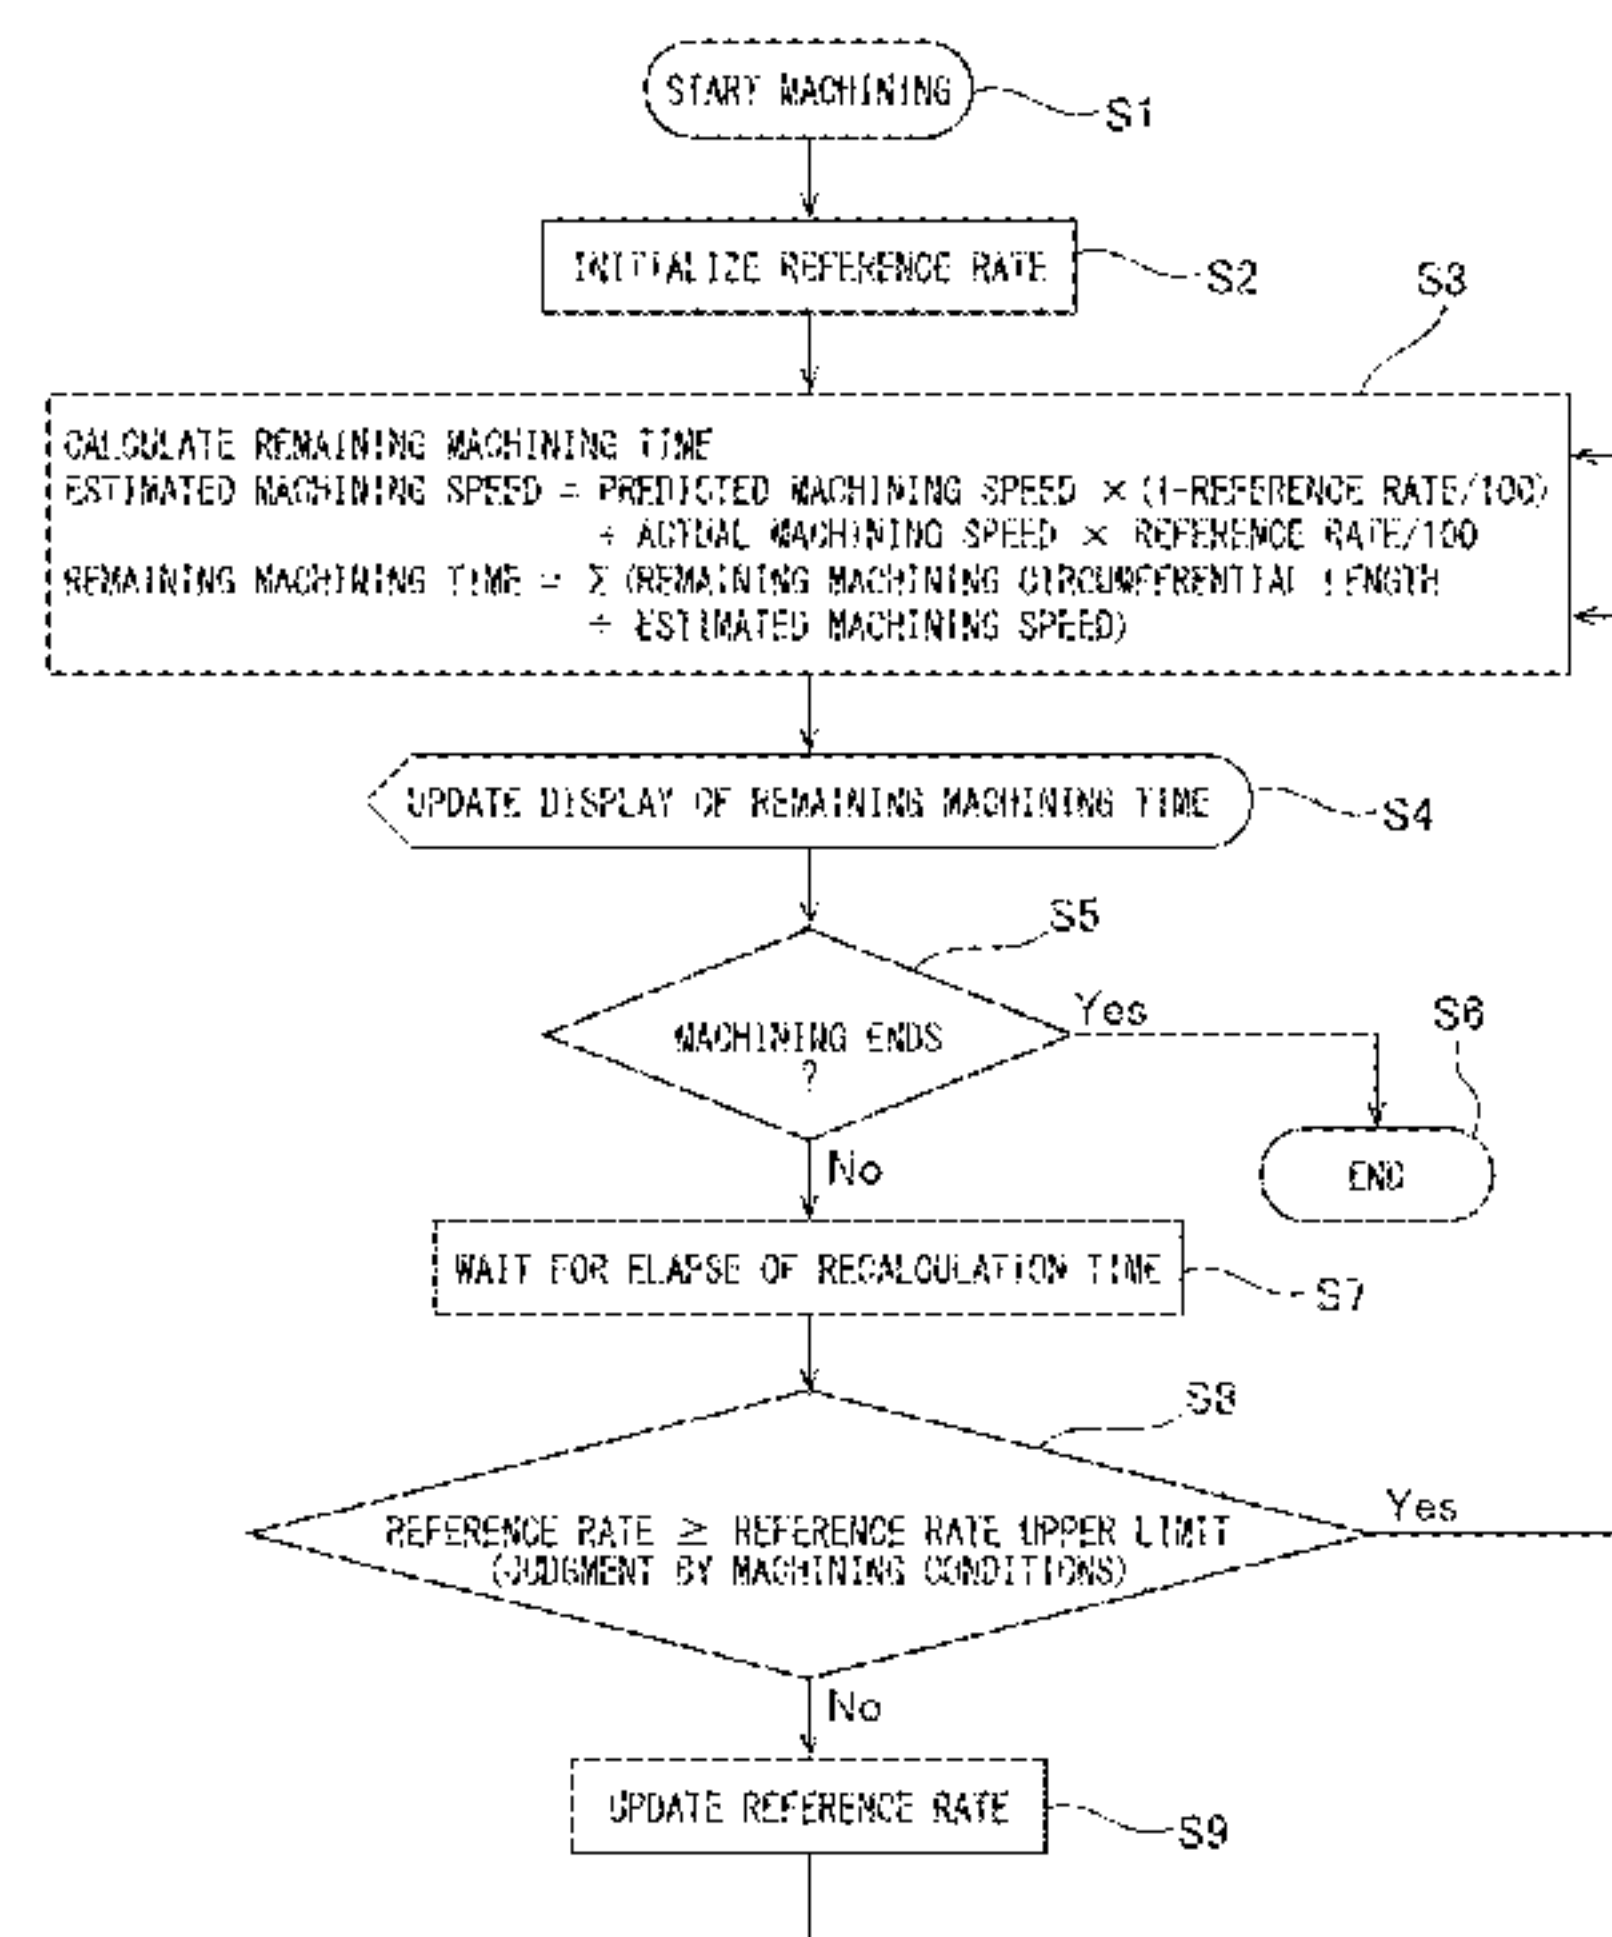 START MACHINING
S1
INITIALIZE REFERENCE RATE
S2
S3
CALCULATE REMAINING MACHINING TIME
ESTIMATED MACHINING SPEED = PREDICTED MACHINING SPEED × (1-REFERENCE RATE/100)
+ ACTUAL MACHINING SPEED × REFERENCE RATE/100
REMAINING MACHINING TIME = Σ (REMAINING MACHINING CIRCUMFERENTIAL LENGTH
÷ ESTIMATED MACHINING SPEED)
UPDATE DISPLAY OF REMAINING MACHINING TIME
S4
S5
MACHINING ENDS
?
Yes
S6
END
No
WAIT FOR ELAPSE OF RECALCULATION TIME
S7
S8
REFERENCE RATE ≥ REFERENCE RATE UPPER LIMIT
(JUDGMENT BY MACHINING CONDITIONS)
Yes
No
UPDATE REFERENCE RATE
S9